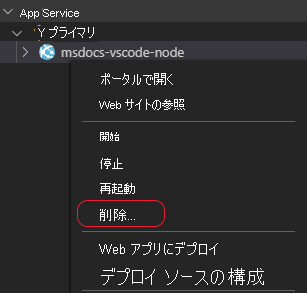 App Service
Y プライマリ
msdocs-vscode-node
ポータルで開く
Web サイトの参照
開始
停止
再起動
削除...
Web アプリにデプロイ
デプロイ ソースの構成